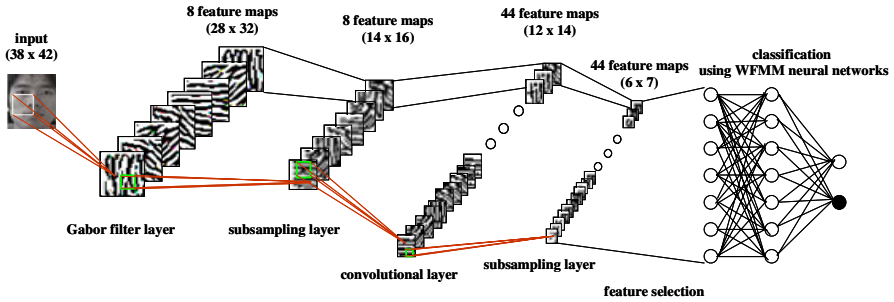 input
(38 x 42)
8 feature maps
(28 x 32)
8 feature maps
(14 x 16)
44 feature maps
(12 x 14)
44 feature maps
(6 x 7)
classification
using WFMM neural networks
Gabor filter layer
subsampling layer
convolutional layer
subsampling layer
feature selection